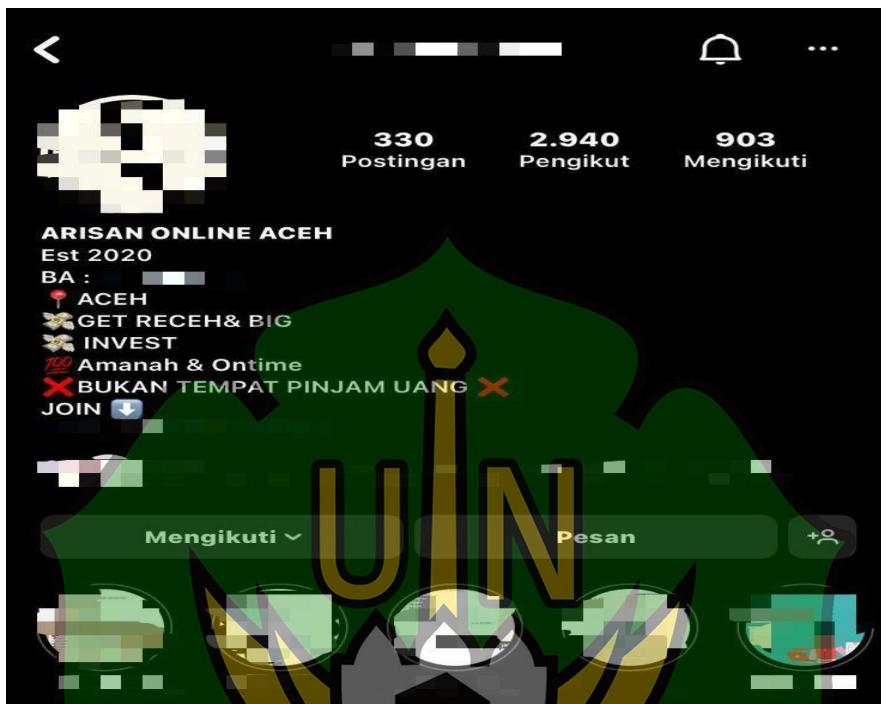 330 2.940 903
Postingan Pengikut Mengikuti
ARISAN ONLINE ACEH
Est 2020
BA :
📍 ACEH
💸GET RECEH& BIG
💸 INVEST
💯 Amanah & Ontime
❌BUKAN TEMPAT PINJAM UANG ❌
JOIN ⬇️
Mengikuti Pesan
UIN